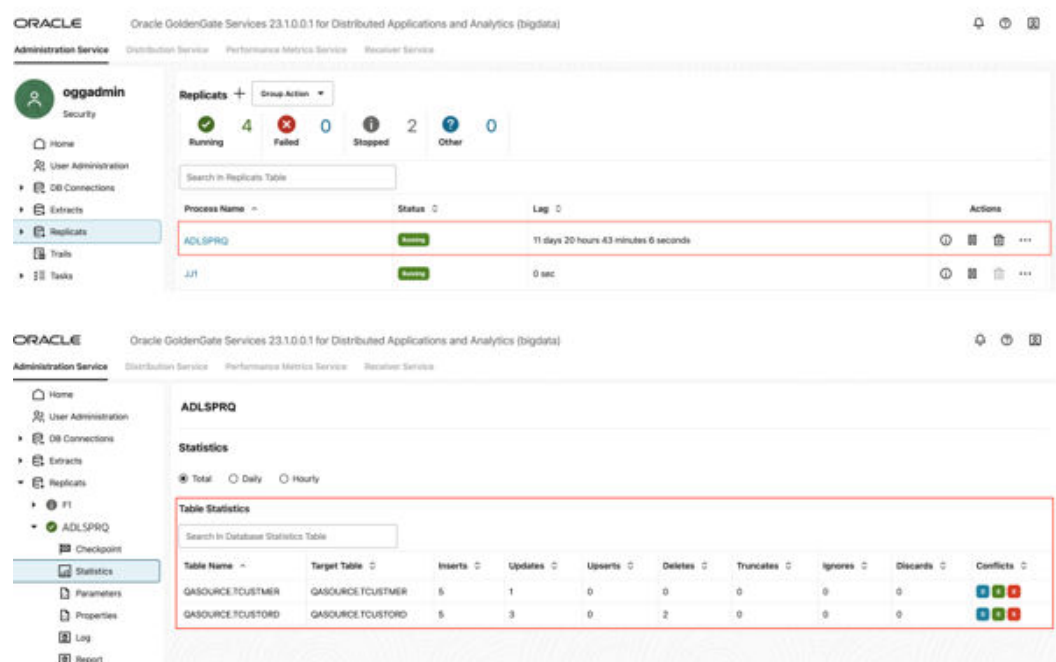 ORACLE Oracle GoldenGate Services 23.1.0.0.1 for Distributed Applications and Analytics (bigdata)
Administration Service Distribution Service Performance Metrics Service Receiver Service
oggadmin
Security
Home
User Administration
DB Connections
Extracts
Replicats
Trails
Tasks
Replicats + Group Action
4 0 2 0
Running Failed Stopped Other
Search in Replicats Table
Process Name Status Lag Actions
ADLSPRQ Running 11 days 20 hours 43 minutes 6 seconds
JJ1 Running 0 sec
ORACLE Oracle GoldenGate Services 23.1.0.0.1 for Distributed Applications and Analytics (bigdata)
Administration Service Distribution Service Performance Metrics Service Receiver Service
Home
User Administration
DB Connections
Extracts
Replicats
F1
ADLSPRQ
Checkpoint
Statistics
Parameters
Properties
Log
Report
ADLSPRQ
Statistics
Total Daily Hourly
Table Statistics
Search in Database Statistics Table
Table Name Target Table Inserts Updates Upserts Deletes Truncates Ignores Discards Conflicts
QASOURCE.TCUSTMER QASOURCE.TCUSTMER 5 1 0 0 0 0 0
QASOURCE.TCUSTORD QASOURCE.TCUSTORD 5 3 0 2 0 0 0